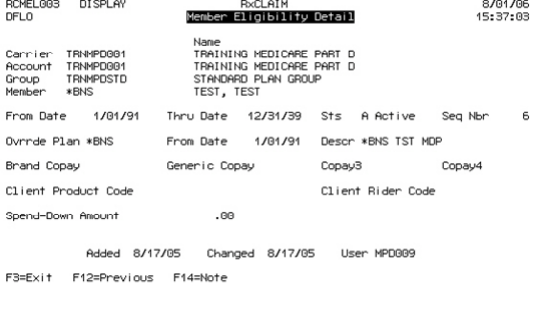 RCMEL003 DISPLAY RxCLAIM 8/01/06
DFLO Member Eligibility Detail 15:37:03
Name
Carrier TRNMPD001 TRAINING MEDICARE PART D
Account TRNMPD001 TRAINING MEDICARE PART D
Group TRNMPDSTD STANDARD PLAN GROUP
Member *BNS TEST, TEST
From Date 1/01/91 Thru Date 12/31/39 Sts A Active Seq Nbr 6
Ovrrde Plan *BNS From Date 1/01/91 Descr *BNS TST MDP
Brand Copay Generic Copay Copay3 Copay4
Client Product Code Client Rider Code
Spend-Down Amount .00
Added 8/17/05 Changed 8/17/05 User MPD009
F3=Exit F12=Previous F14=Note